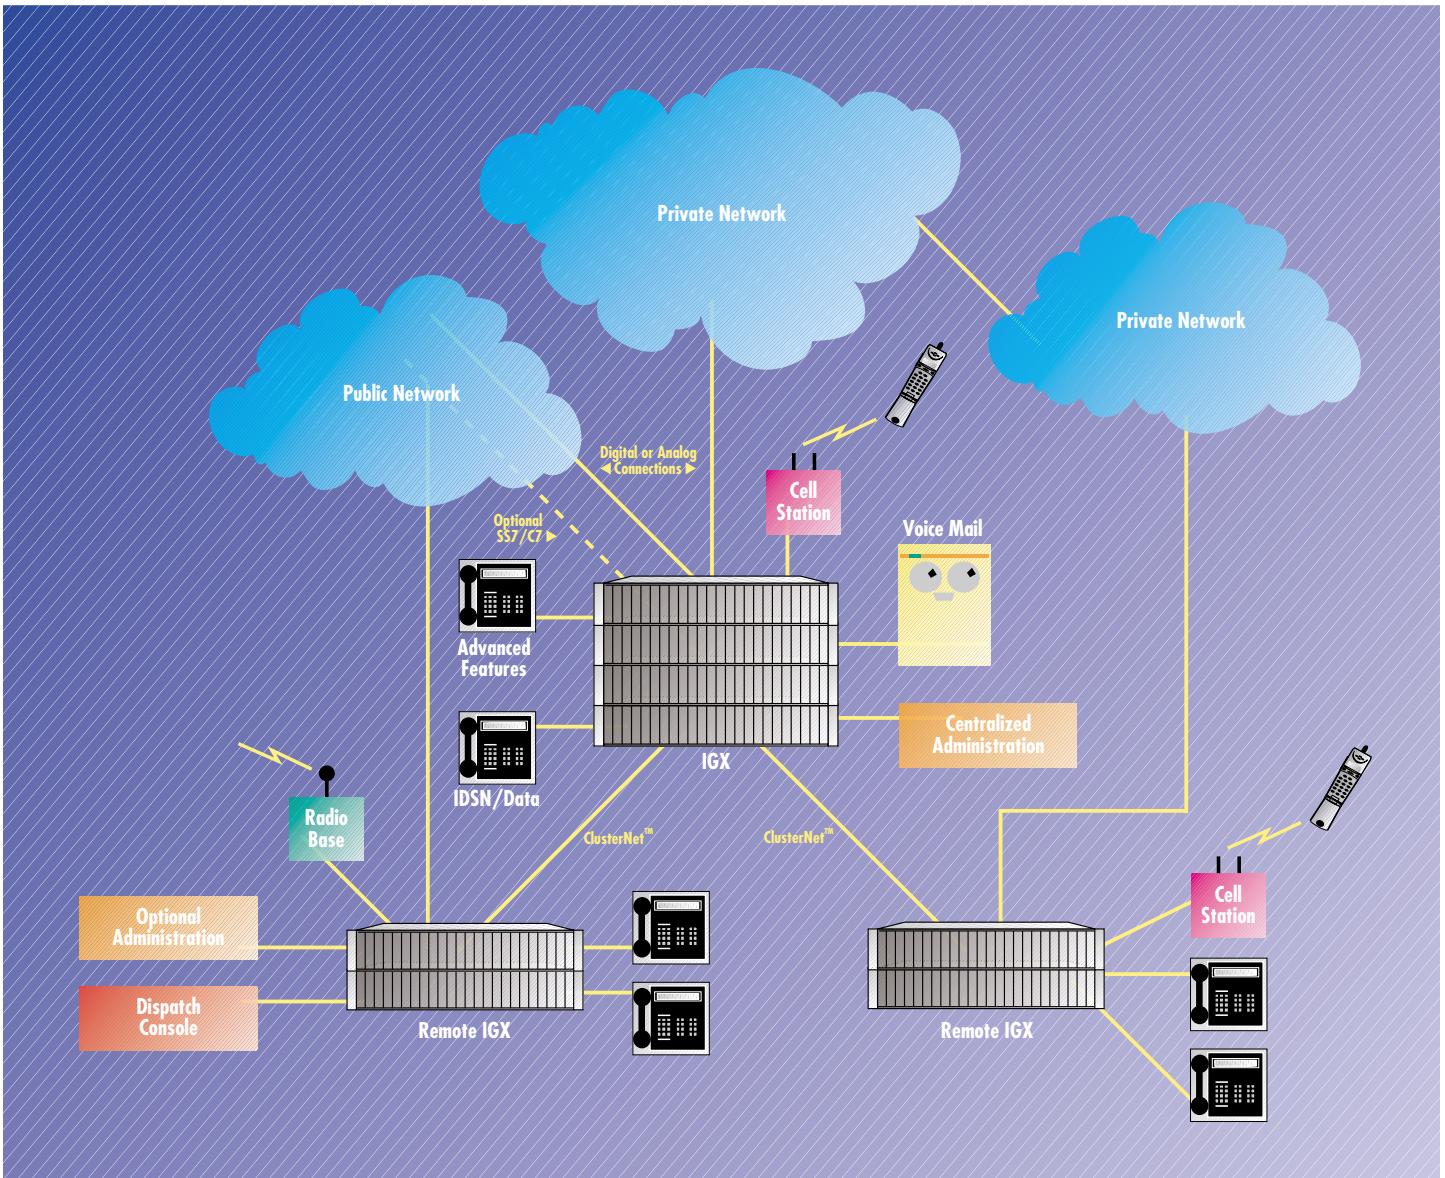 Private Network
Private Network
Public Network
Digital or Analog
Connections
Cell
Station
Optional
SS7/C7
Voice Mail
Advanced
Features
Centralized
Administration
IGX
IDSN/Data
Radio
Base
ClusterNet™
ClusterNet™
Optional
Administration
Cell
Station
Dispatch
Console
Remote IGX
Remote IGX